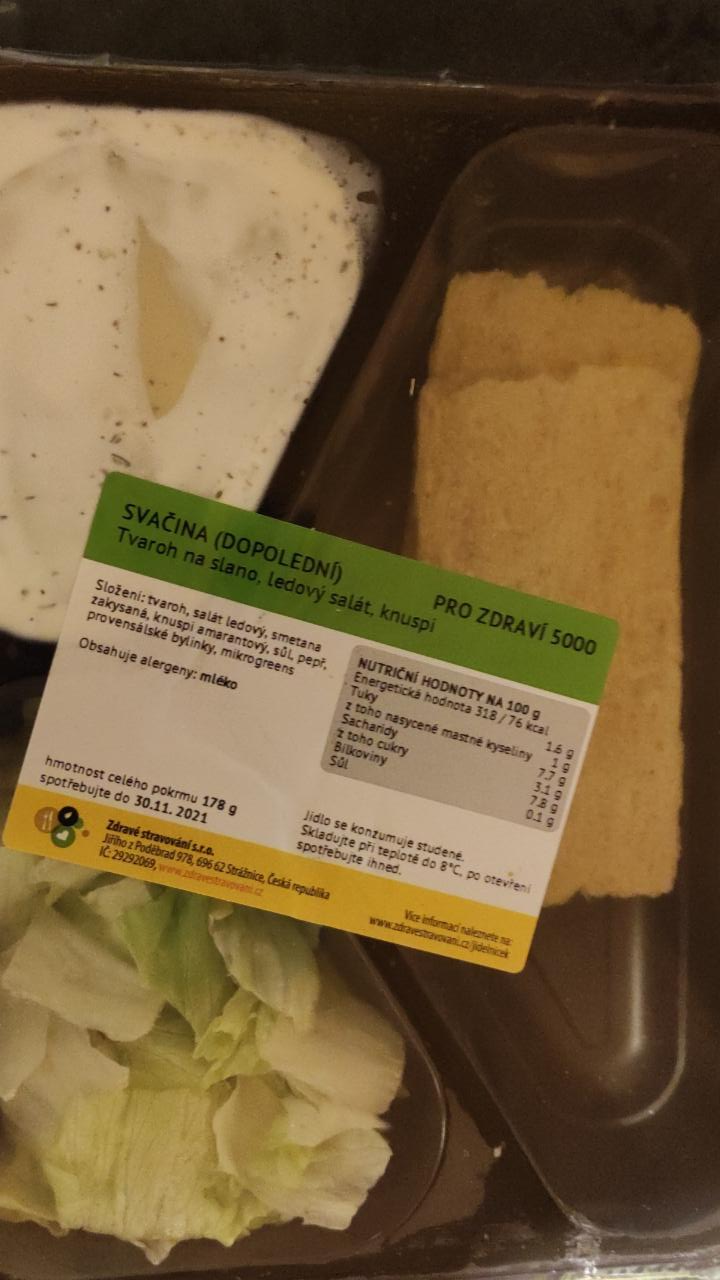 SVAČINA (DOPOLEDNÍ)
Tvaroh na slano, ledový salát, knuspi
PRO ZDRAVÍ 5000
Složení: tvaroh, salát ledový, smetana
zakysaná, knuspi amarantový, sůl, pepř,
provensálské bylinky, mikrogreens
Obsahuje alergeny: mléko
NUTRIČNÍ HODNOTY NA 100 g
Energetická hodnota 318 / 76 kcal
Tuky 1.6 g
z toho nasycené mastné kyseliny 1 g
Sacharidy 7.7 g
z toho cukry 3.1 g
Bílkoviny 7.8 g
Sůl 0.1 g
hmotnost celého pokrmu 178 g
spotřebujte do 30.11. 2021
Jídlo se konzumuje studené.
Skladujte při teplotě do 8°C, po otevření
spotřebujte ihned.
Zdravé stravování s.r.o.
Jiřího z Poděbrad 978, 696 62 Strážnice, Česká republika
IČ: 29292069, www.zdravestravovani.cz
Více informací naleznete na:
www.zdravestravovani.cz/jidelnicek